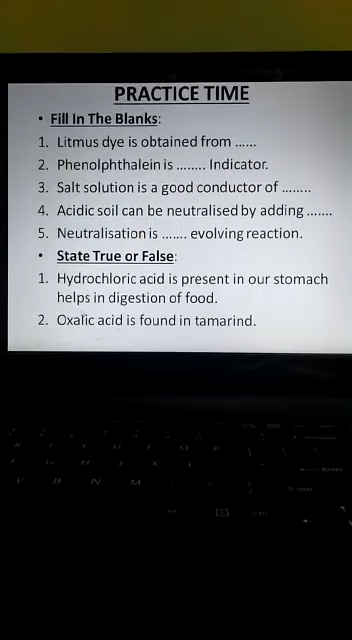 PRACTICE TIME
• Fill In The Blanks:
1. Litmus dye is obtained from ......
2. Phenolphthalein is ........ Indicator.
3. Salt solution is a good conductor of ........
4. Acidic soil can be neutralised by adding .......
5. Neutralisation is ....... evolving reaction.
• State True or False:
1. Hydrochloric acid is present in our stomach
helps in digestion of food.
2. Oxalic acid is found in tamarind.
K L
V B N M